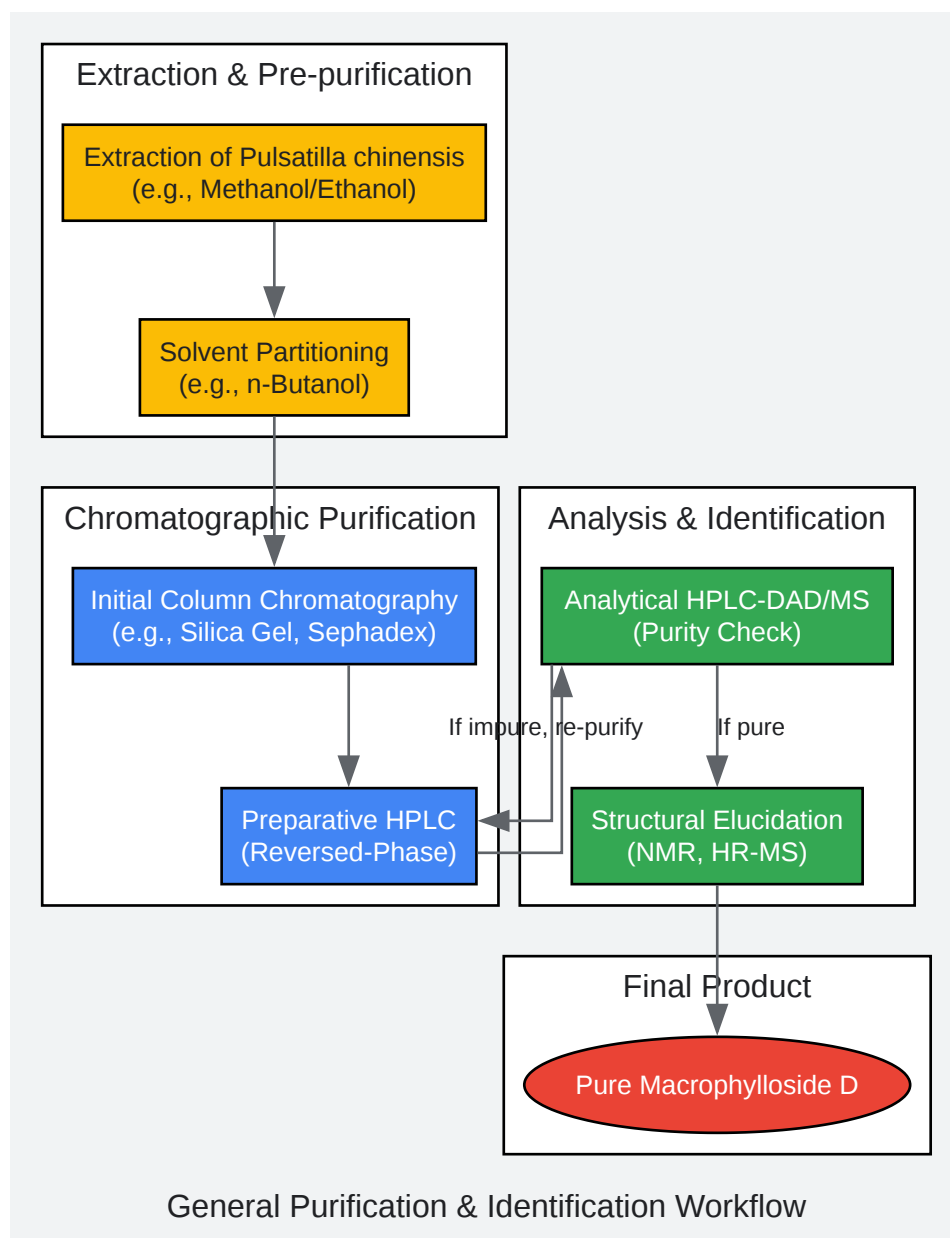 Extraction & Pre-purification
Extraction of Pulsatilla chinensis
(e.g., Methanol/Ethanol)
Solvent Partitioning
(e.g., n-Butanol)
Chromatographic Purification
Initial Column Chromatography
(e.g., Silica Gel, Sephadex)
Preparative HPLC
(Reversed-Phase)
Analysis & Identification
Analytical HPLC-DAD/MS
(Purity Check)
If impure, re-purify
If pure
Structural Elucidation
(NMR, HR-MS)
Final Product
Pure Macrophylloside D
General Purification & Identification Workflow